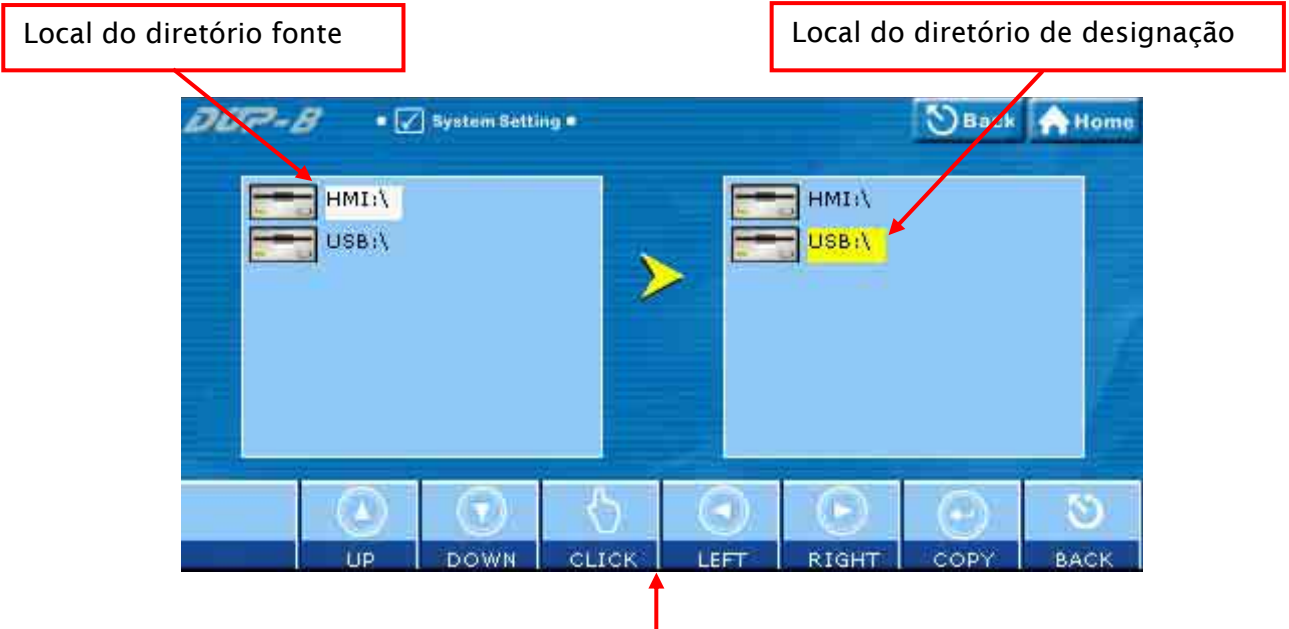 Local do diretório fonte
Local do diretório de designação
DCP-B
System Setting
Back
Home
HMI:\
USB:\
HMI:\
USB:\
UP
DOWN
CLICK
LEFT
RIGHT
COPY
BACK